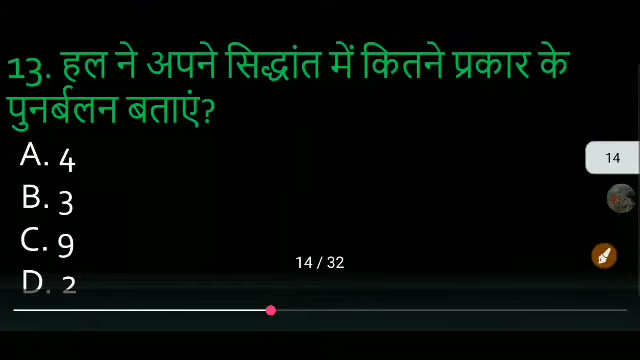 13. हल ने अपने सिद्धांत में कितने प्रकार के
पुनर्बलन बताएं?
A. 4
B. 3
C. 9
D. 2
14
14 / 32